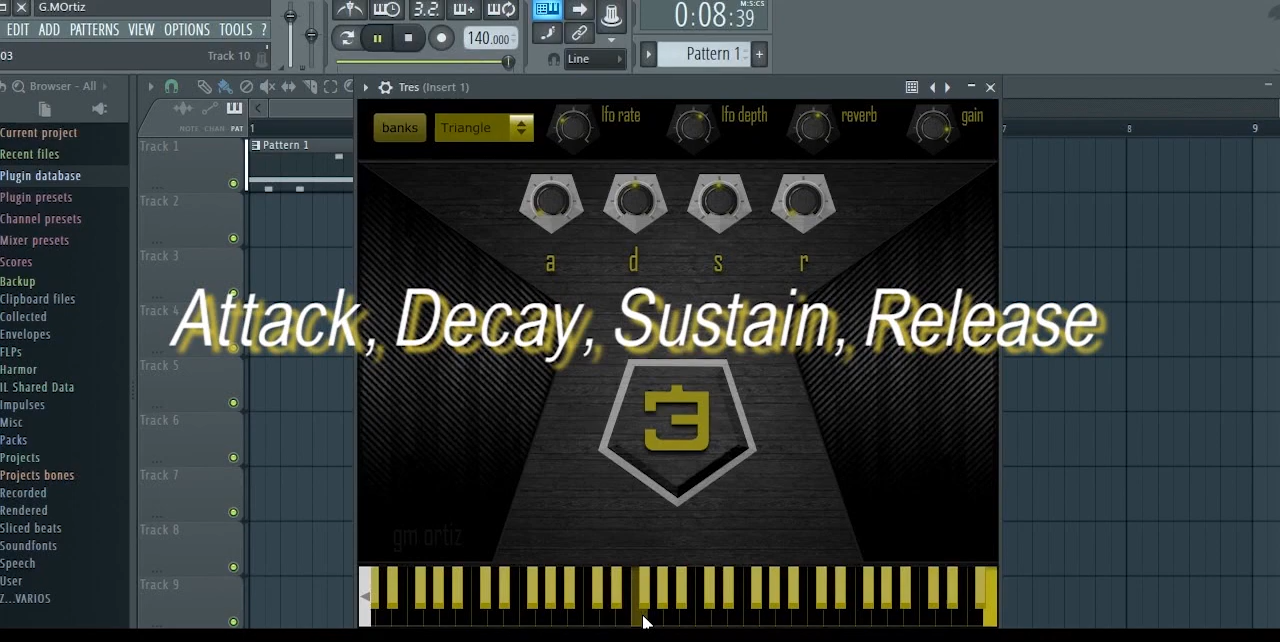 G.MOrtiz
EDIT ADD PATTERNS VIEW OPTIONS TOOLS ?
03
Track 10
3.2.
140.000
0:08:39
M:S:CS
Line
Pattern 1
Browser - All
Tres (Insert 1)
NOTE CHAN PAT
1
7
8
9
Current project
Recent files
Plugin database
Plugin presets
Channel presets
Mixer presets
Scores
Backup
Clipboard files
Collected
Envelopes
FLPs
Harmor
IL Shared Data
Impulses
Misc
Packs
Projects
Projects bones
Recorded
Rendered
Sliced beats
Soundfonts
Speech
User
Z...VARIOS
Track 1
Pattern 1
Track 2
Track 3
Track 4
Track 5
Track 6
Track 7
Track 8
Track 9
banks
Triangle
lfo rate
lfo depth
reverb
gain
a d s r
Attack, Decay, Sustain, Release
3
gm ortiz